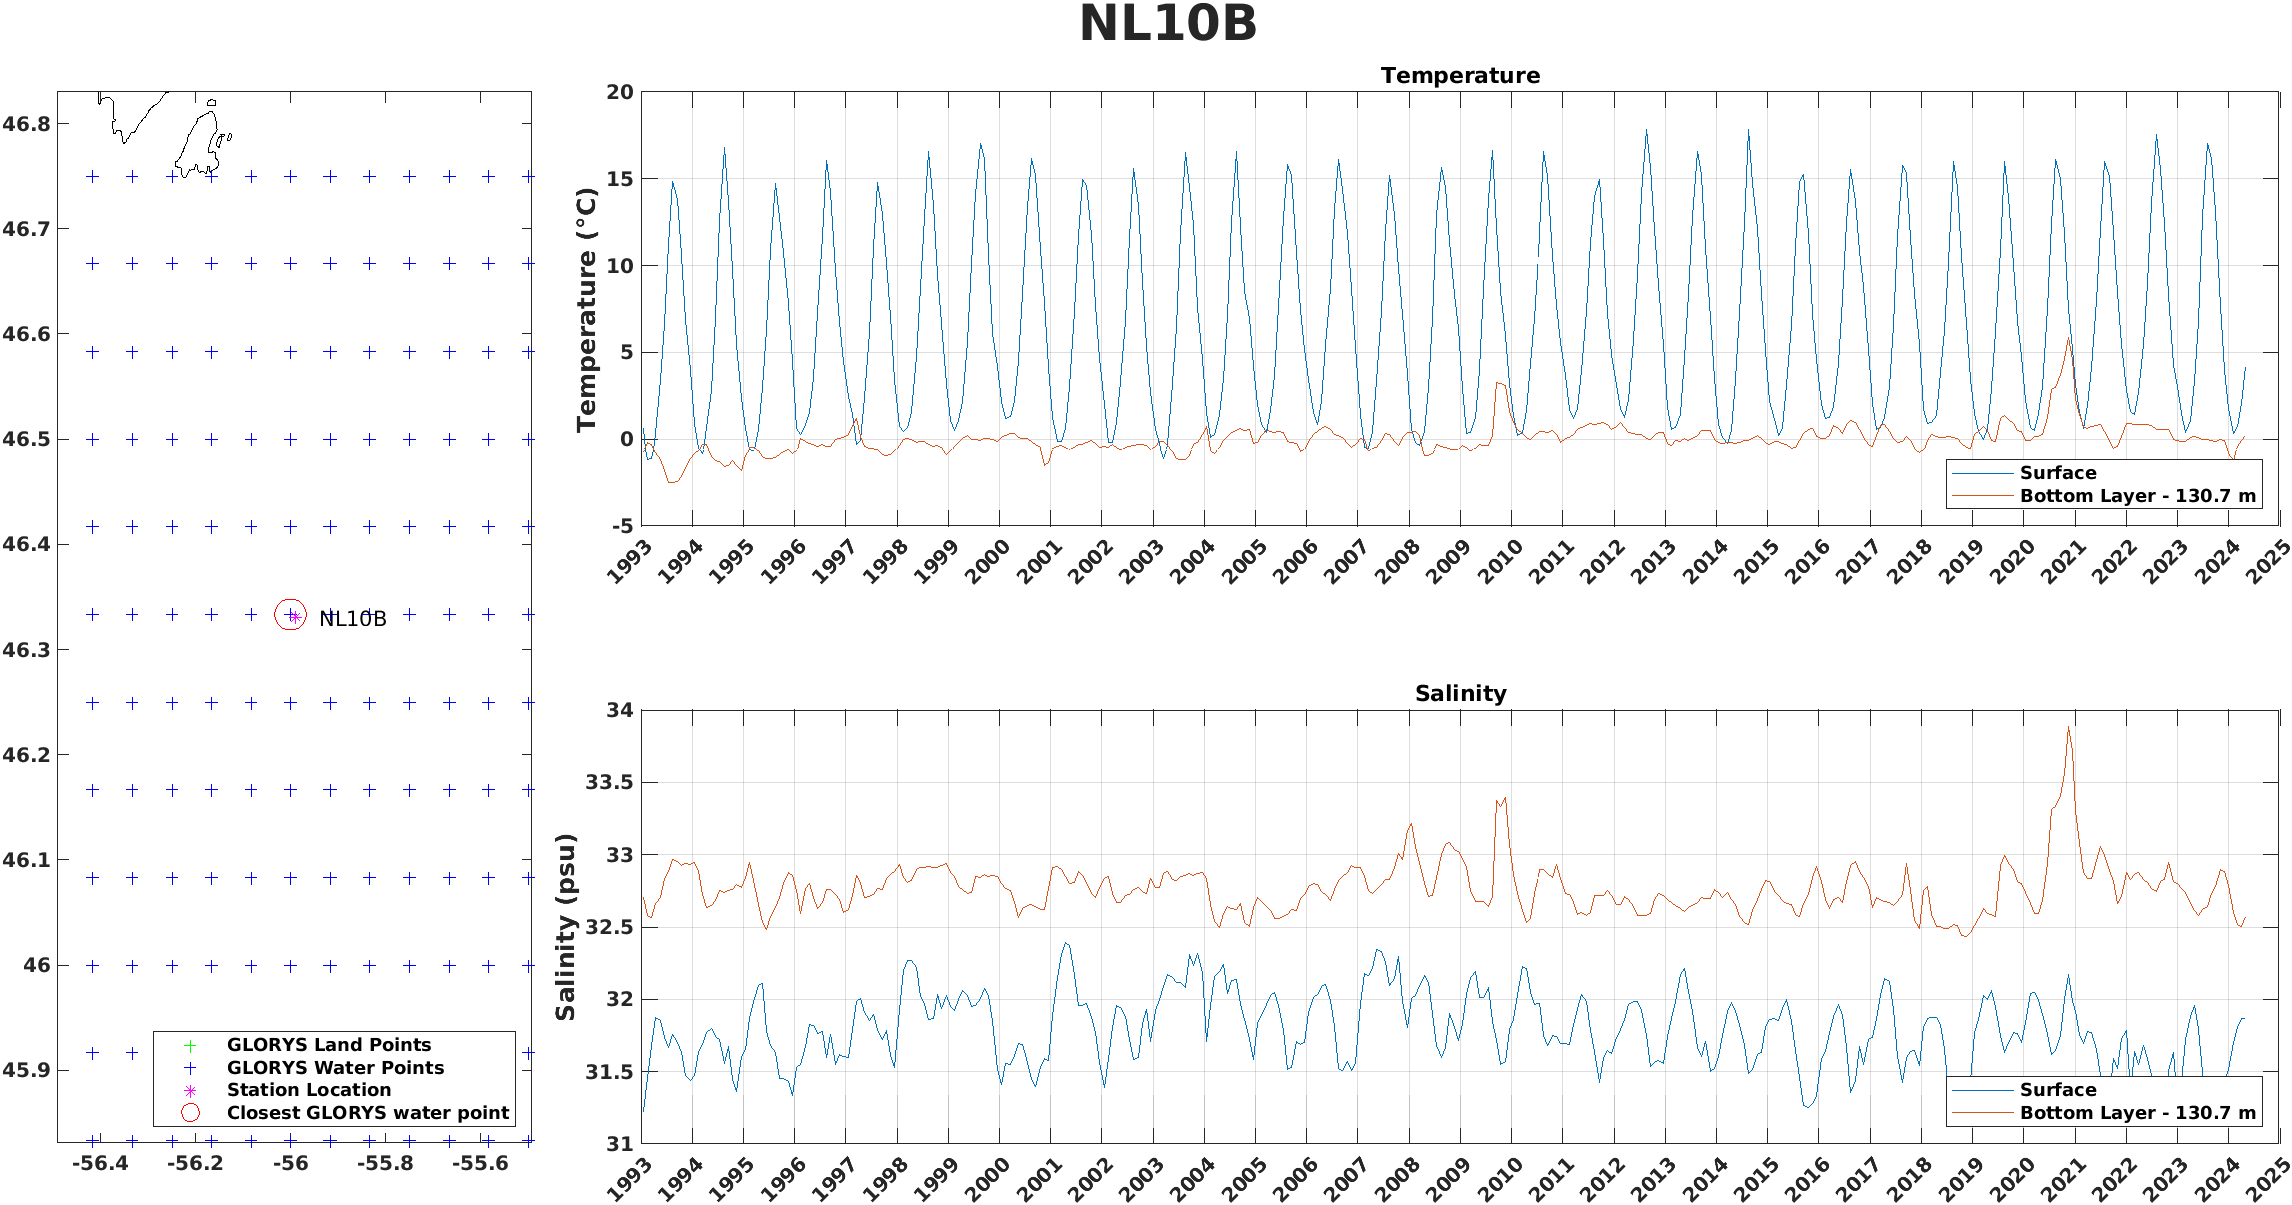 NL10B
46.8
46.7
46.6
46.5
46.4
46.3
46.2
46.1
46
45.9
-56.4 -56.2 -56 -55.8 -55.6
NL10B
GLORYS Land Points
GLORYS Water Points
Station Location
Closest GLORYS water point
Temperature
Temperature (°C)
20
15
10
5
0
-5
1993 1994 1995 1996 1997 1998 1999 2000 2001 2002 2003 2004 2005 2006 2007 2008 2009 2010 2011 2012 2013 2014 2015 2016 2017 2018 2019 2020 2021 2022 2023 2024 2025
Surface
Bottom Layer - 130.7 m
Salinity
Salinity (psu)
34
33.5
33
32.5
32
31.5
31
1993 1994 1995 1996 1997 1998 1999 2000 2001 2002 2003 2004 2005 2006 2007 2008 2009 2010 2011 2012 2013 2014 2015 2016 2017 2018 2019 2020 2021 2022 2023 2024 2025
Surface
Bottom Layer - 130.7 m